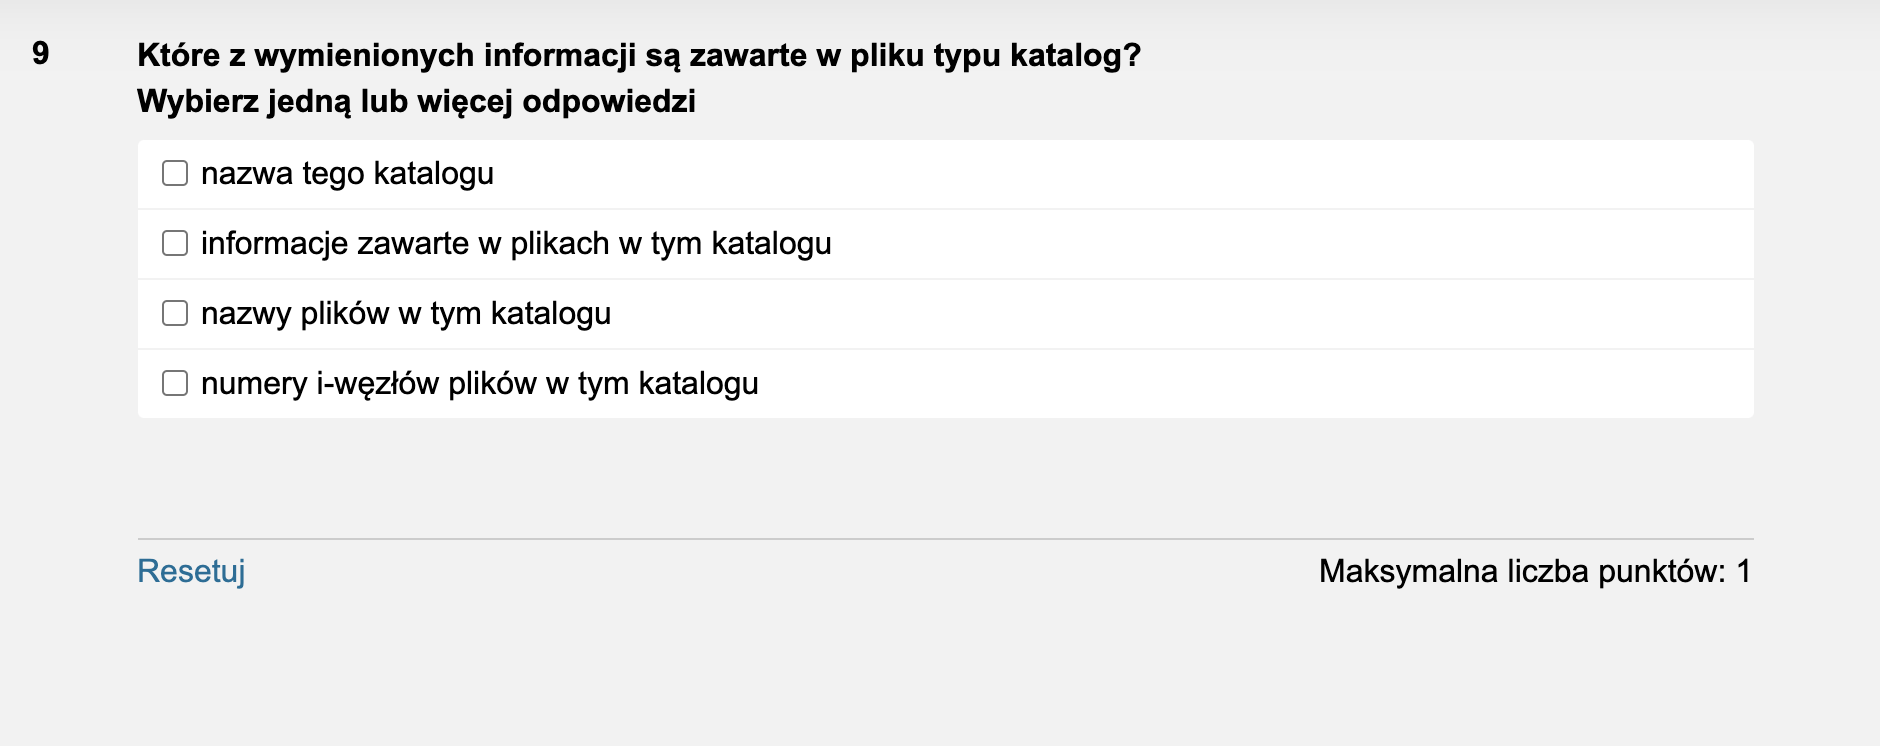 9
Które z wymienionych informacji są zawarte w pliku typu katalog?
Wybierz jedną lub więcej odpowiedzi
nazwa tego katalogu
informacje zawarte w plikach w tym katalogu
nazwy plików w tym katalogu
numery i-węzłów plików w tym katalogu
Resetuj
Maksymalna liczba punktów: 1